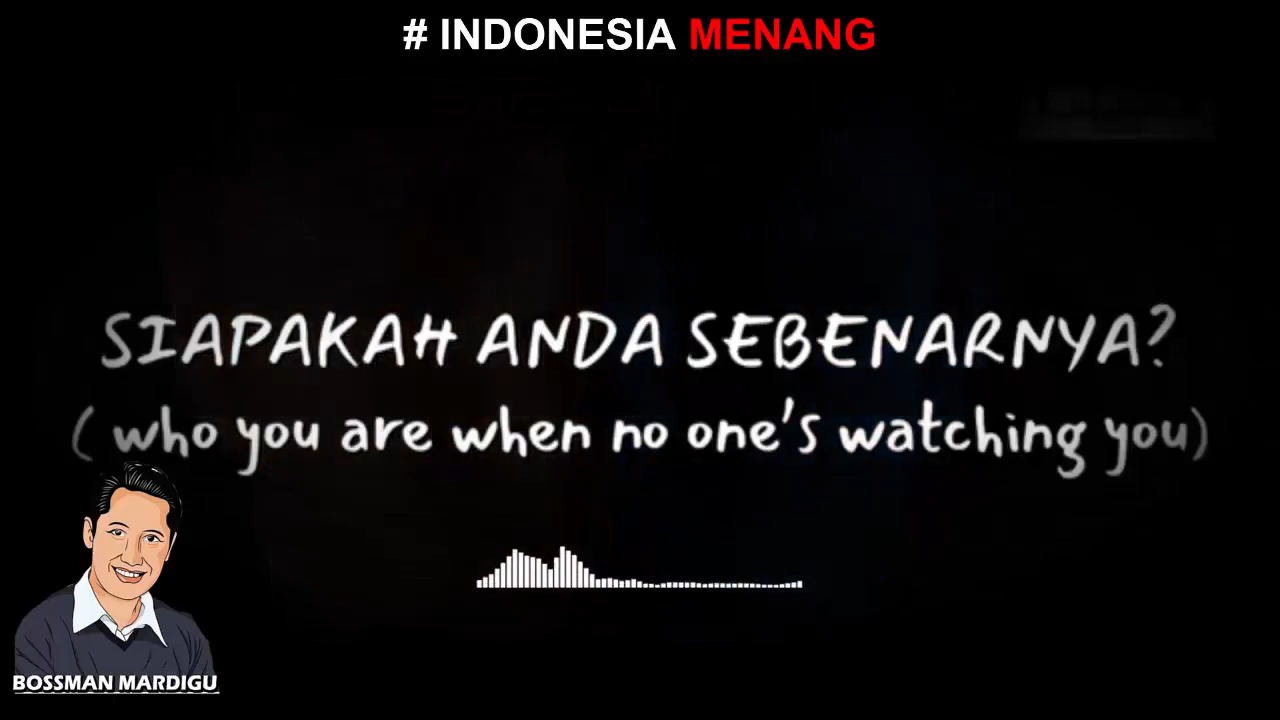 # INDONESIA MENANG
SIAPAKAH ANDA SEBENARNYA?
( who you are when no one's watching you)
BOSSMAN MARDIGU